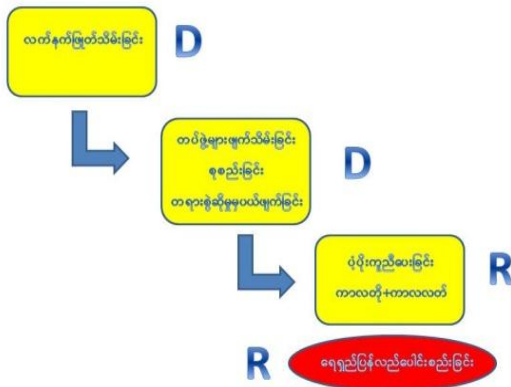 လက်နက်ဖြုတ်သိမ်းခြင်း
D
တပ်ဖွဲ့များဖျက်သိမ်းခြင်း
စုစည်းခြင်း
တရားစွဲဆိုမှုမှပယ်ဖျက်ခြင်း
D
ပံ့ပိုးကူညီပေးခြင်း
ကာလတို+ကာလလတ်
R
R
ရေရှည်ပြန်လည်ပေါင်းစည်းခြင်း